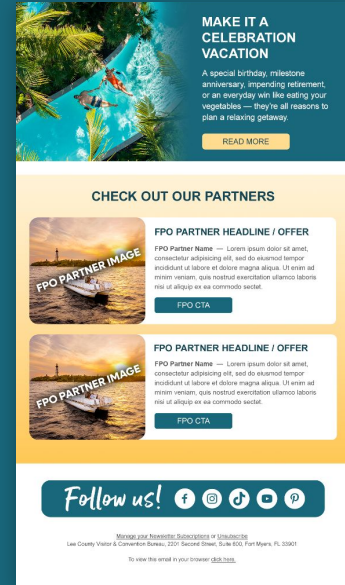 MAKE IT A
CELEBRATION
VACATION
A special birthday, milestone
anniversary, impending retirement,
or an everyday win like eating your
vegetables — they're all reasons to
plan a relaxing getaway.
READ MORE
CHECK OUT OUR PARTNERS
FPO PARTNER IMAGE
FPO PARTNER HEADLINE / OFFER
FPO Partner Name — Lorem ipsum dolor sit amet,
consectetur adipisicing elit, sed do eiusmod tempor
incididunt ut labore et dolore magna aliqua. Ut enim ad
minim veniam, quis nostrud exercitation ullamco laboris
nisi ut aliquip ex ea commodo sectet.
FPO CTA
FPO PARTNER IMAGE
FPO PARTNER HEADLINE / OFFER
FPO Partner Name — Lorem ipsum dolor sit amet,
consectetur adipisicing elit, sed do eiusmod tempor
incididunt ut labore et dolore magna aliqua. Ut enim ad
minim veniam, quis nostrud exercitation ullamco laboris
nisi ut aliquip ex ea commodo sectet.
FPO CTA
Follow us!
Manage your Newsletter Subscriptions or Unsubscribe
Lee County Visitor & Convention Bureau, 2201 Second Street, Suite 600, Fort Myers, FL 33901
To view this email in your browser click here.